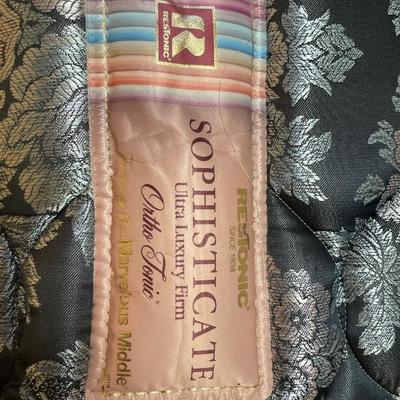 R
RESTONIC®
RESTONIC®
SINCE 1938
SOPHISTICATE
Ultra Luxury Firm
Ortho Tonic
Marvelous Middle